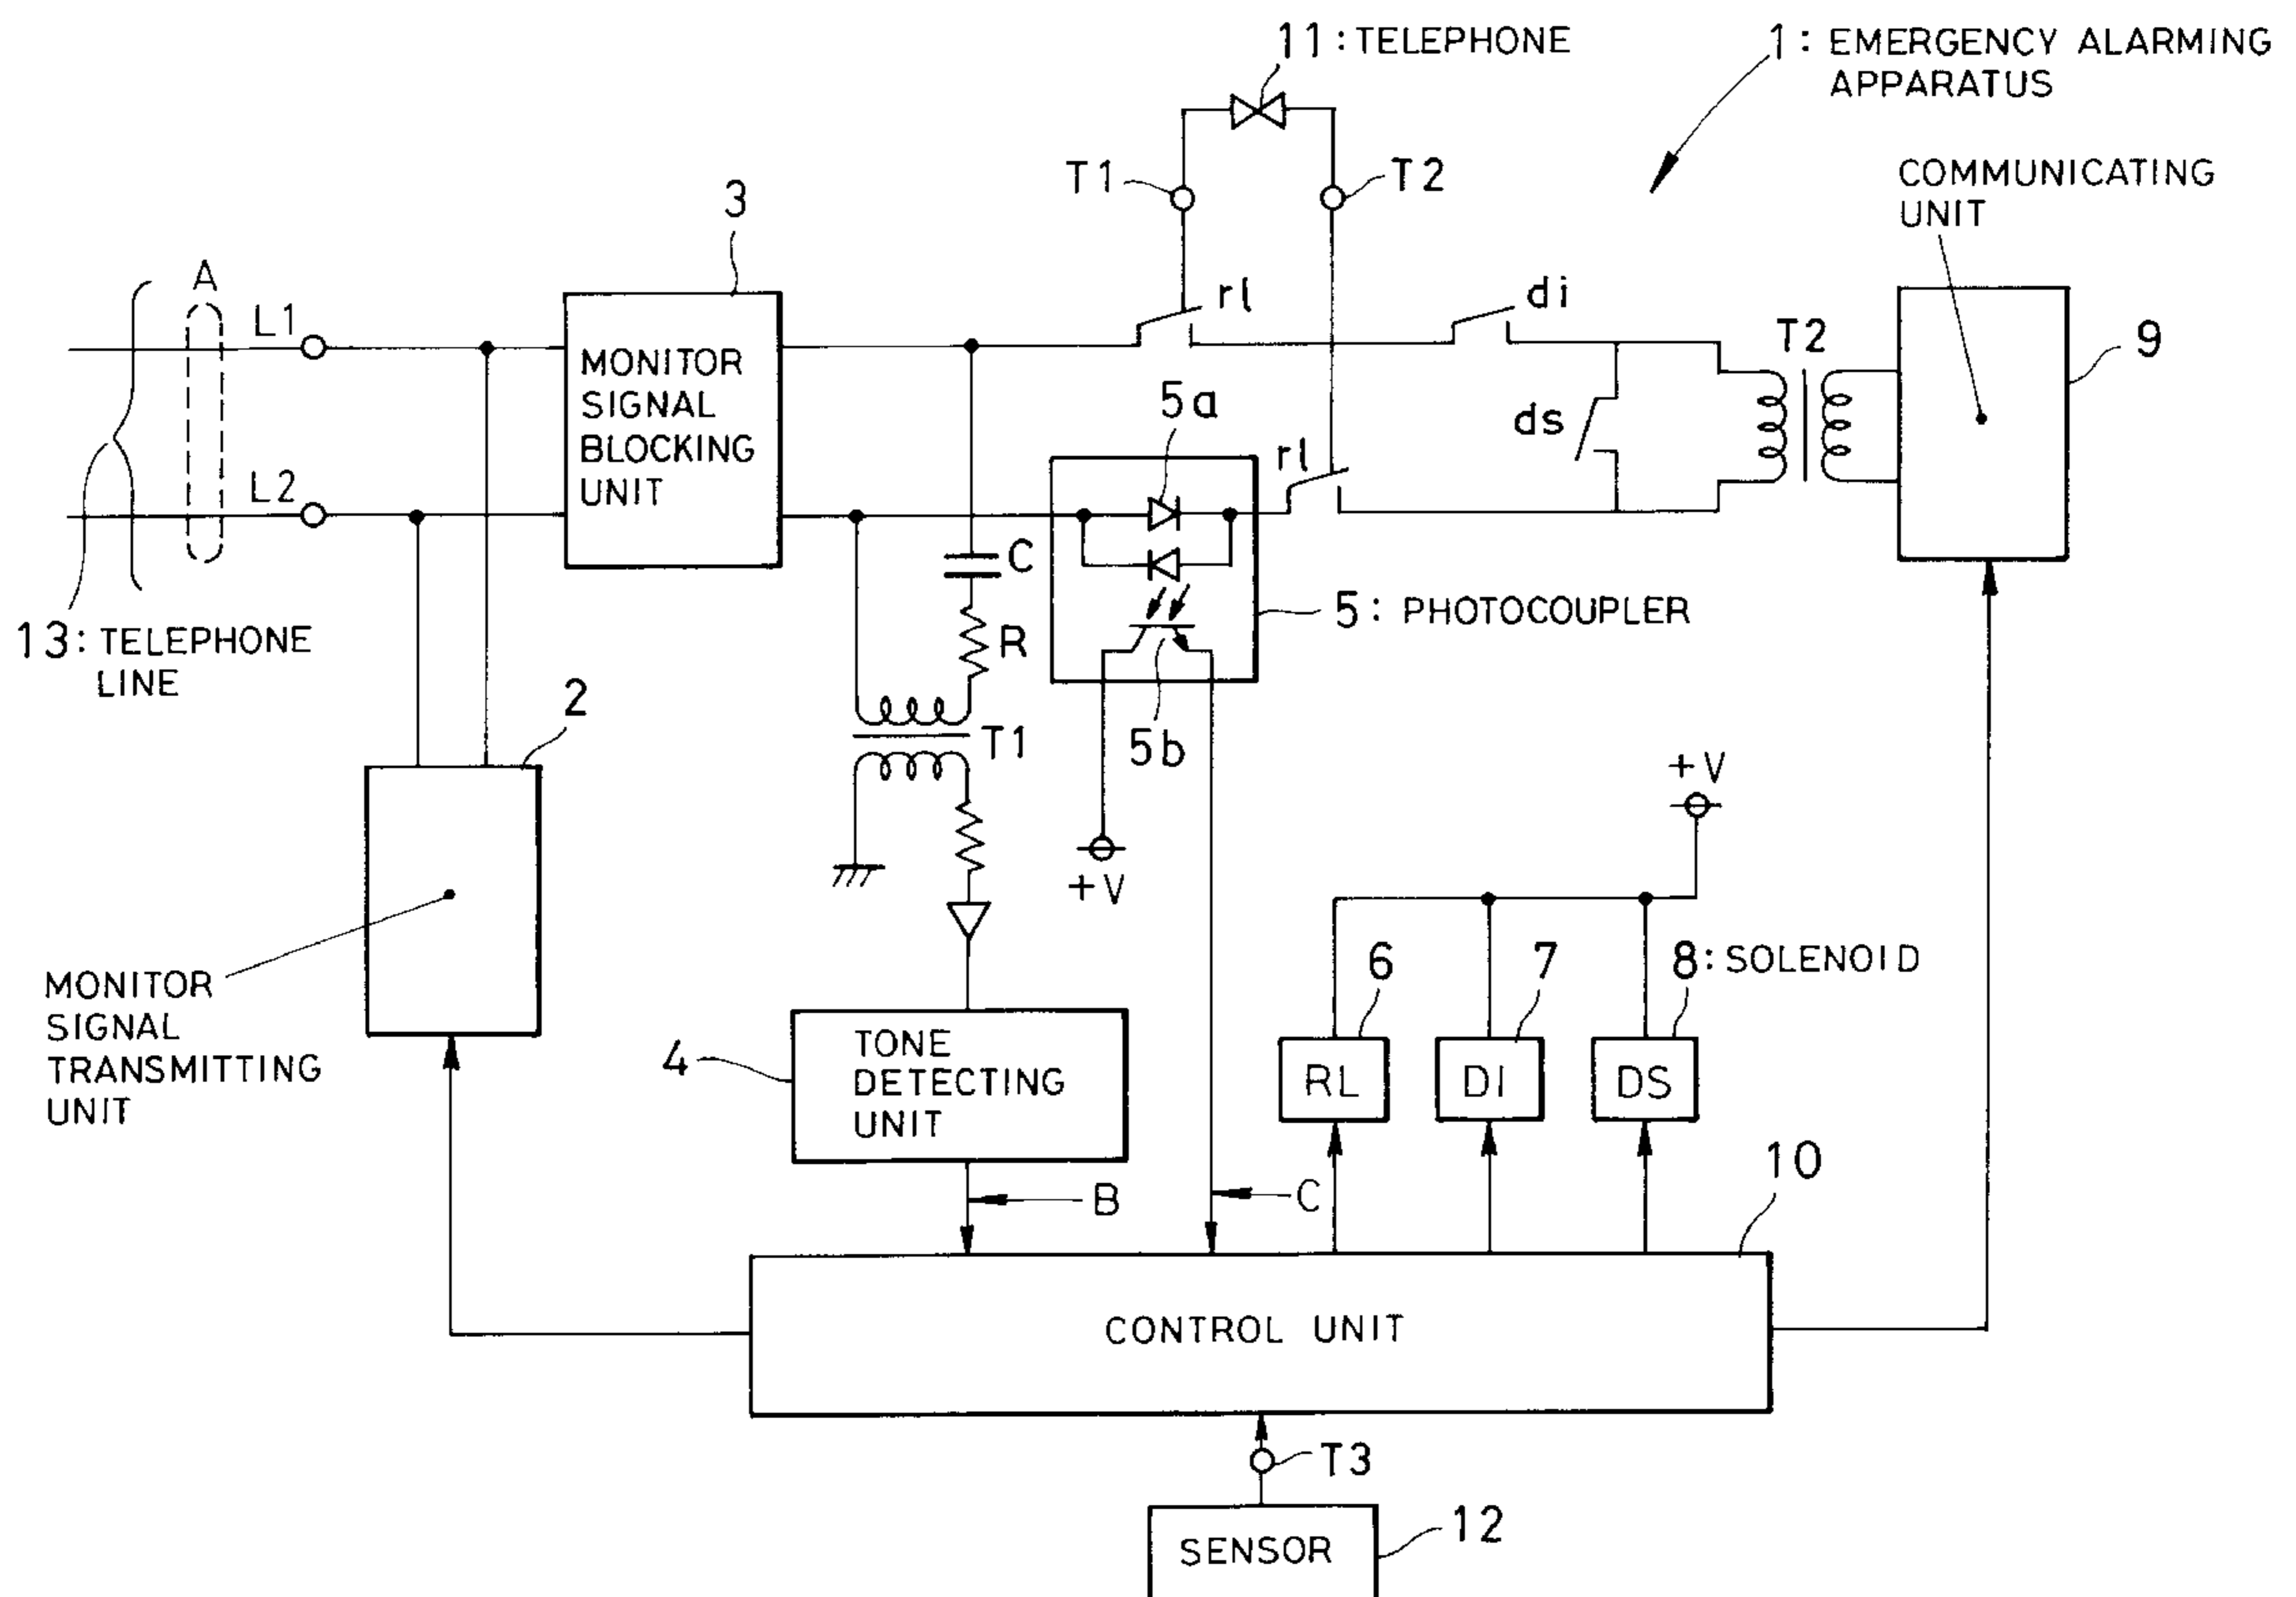 11: TELEPHONE
1: EMERGENCY ALARMING
APPARATUS
T1
T2
COMMUNICATING
UNIT
3
A
L1
rl
di
T2
9
MONITOR
SIGNAL
BLOCKING
UNIT
5a
ds
L2
rl
C
5: PHOTOCOUPLER
13: TELEPHONE
LINE
R
2
T1
5b
+V
+V
MONITOR
SIGNAL
TRANSMITTING
UNIT
6
7
8: SOLENOID
4
TONE
DETECTING
UNIT
RL
DI
DS
B
C
10
CONTROL UNIT
T3
SENSOR
12